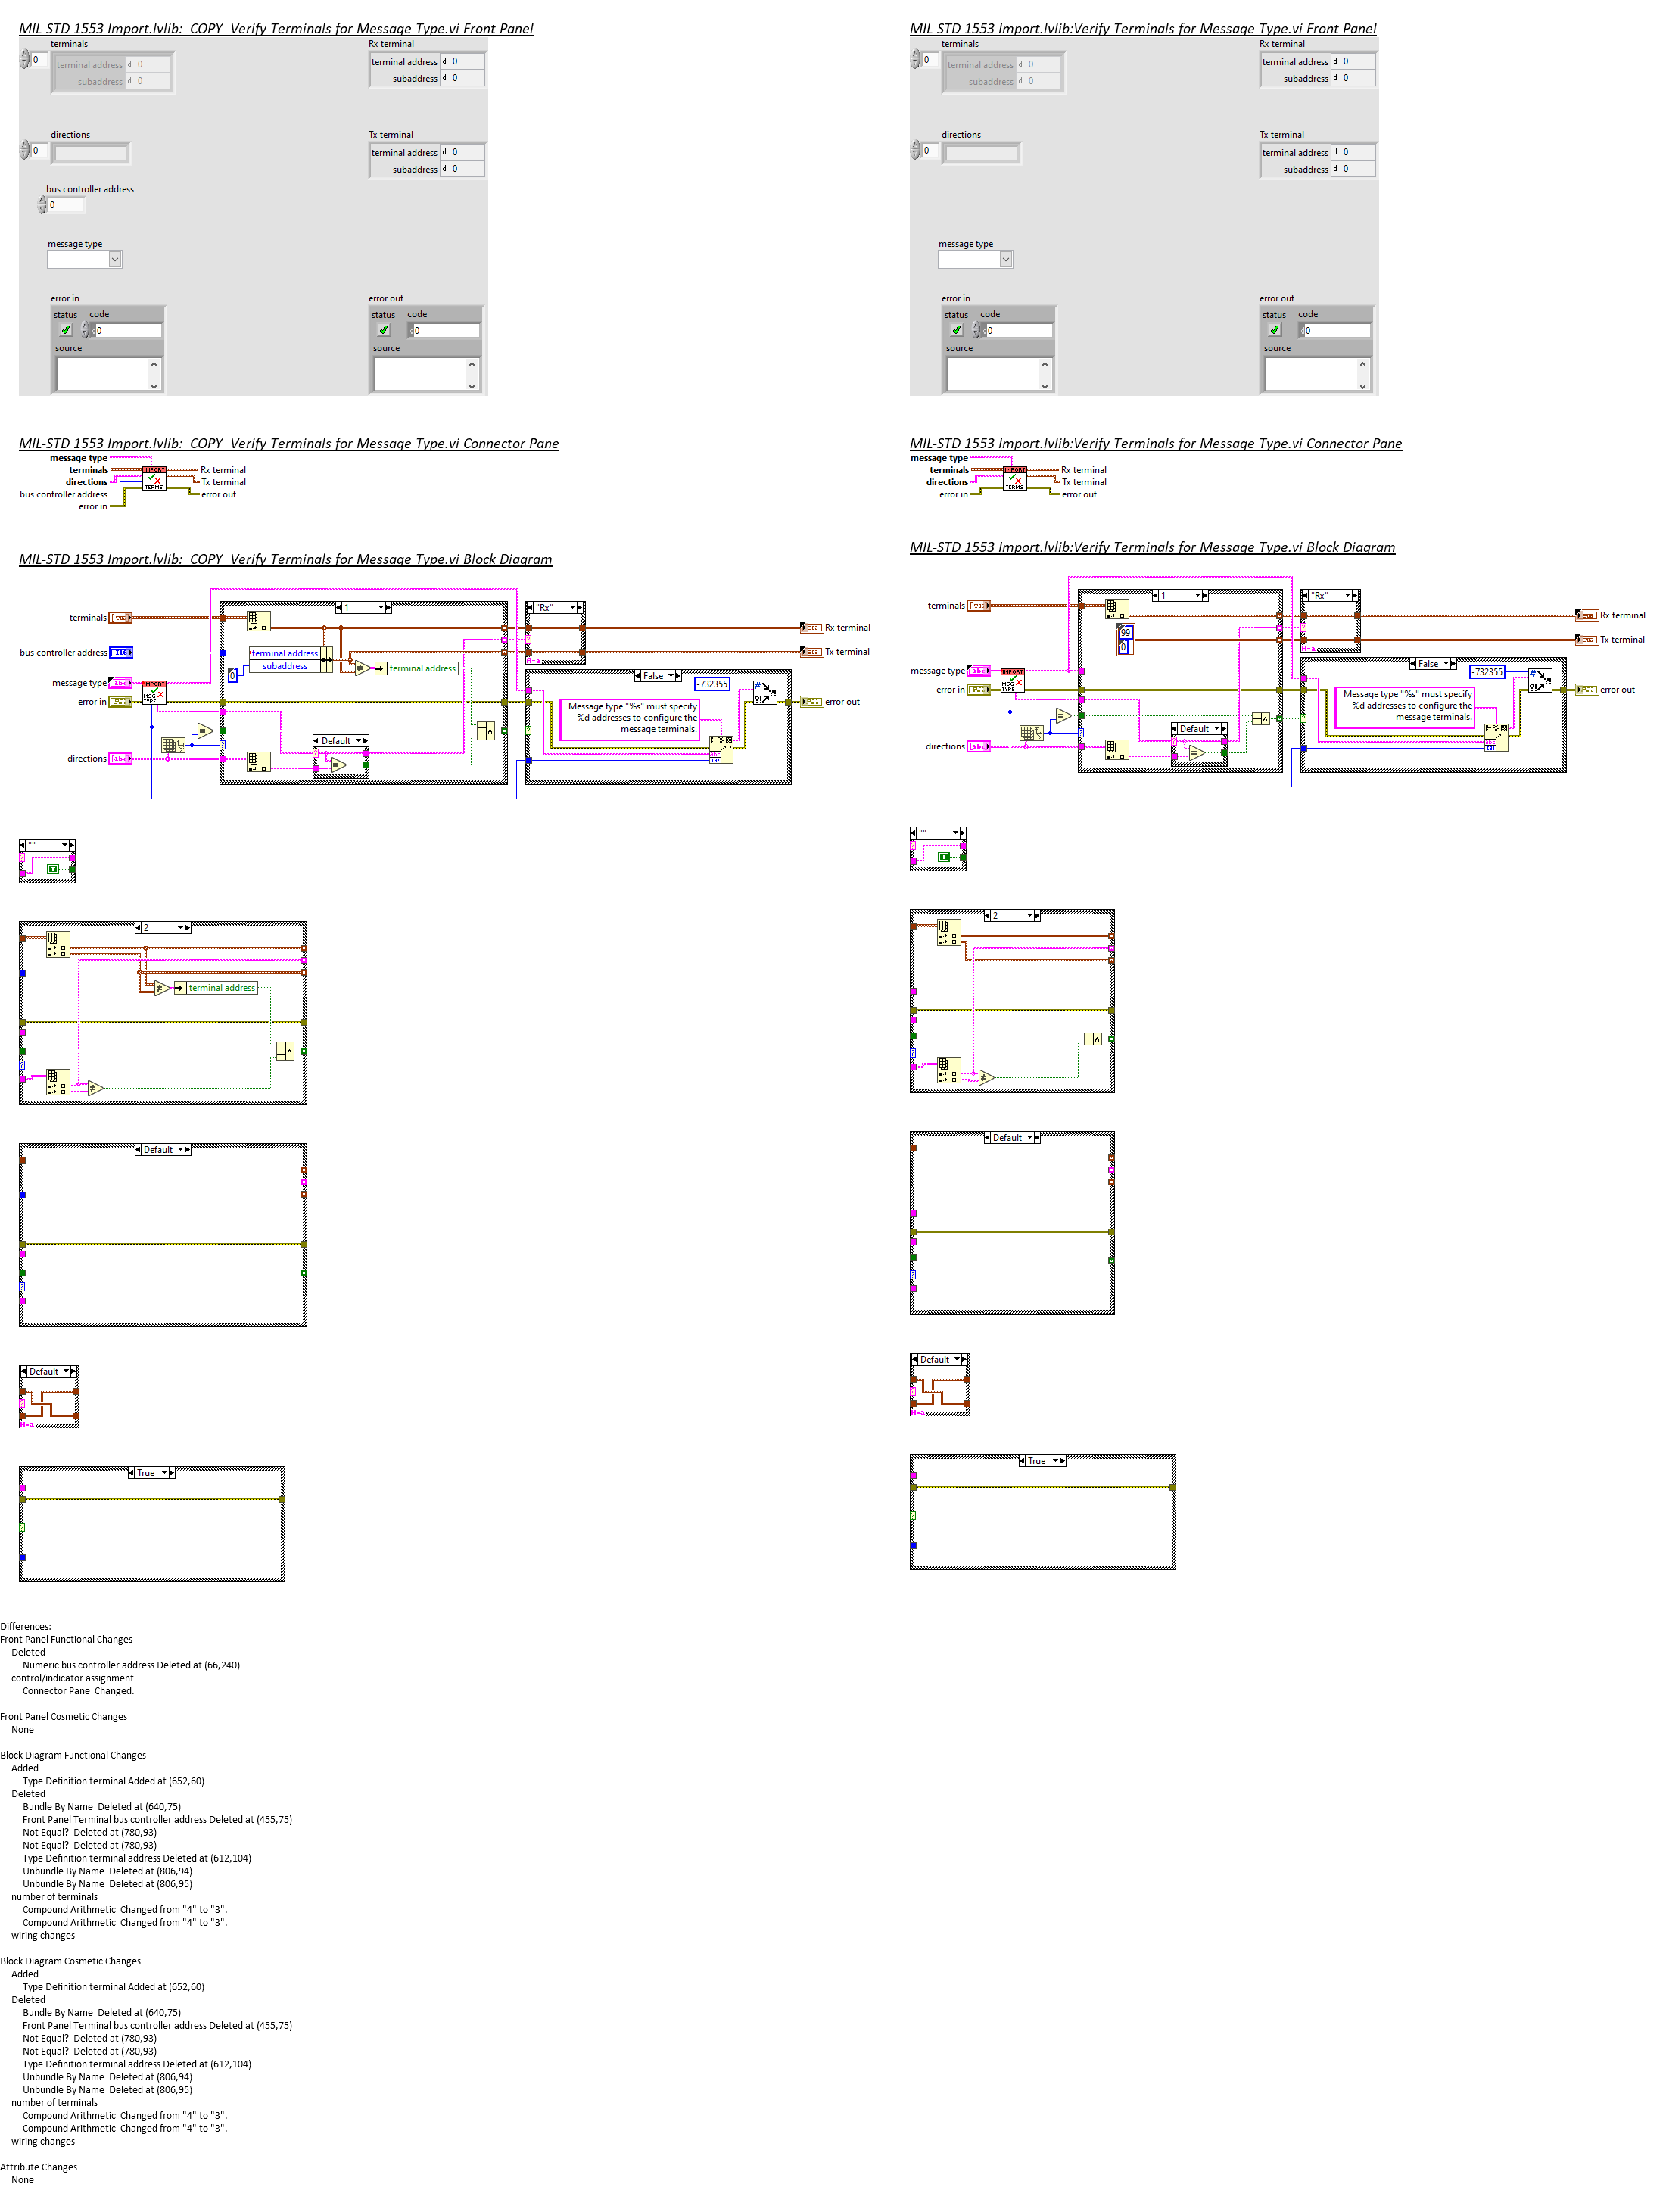 MIL-STD 1553 Import.lvlib:  COPY  Verify Terminals for Message Type.vi Front Panel
terminals
0
terminal address d 0
subaddress d 0
Rx terminal
terminal address d 0
subaddress d 0
directions
0
Tx terminal
terminal address d 0
subaddress d 0
bus controller address
0
message type
error in
status code
0
source
error out
status code
0
source
MIL-STD 1553 Import.lvlib:Verify Terminals for Message Type.vi Front Panel
terminals
0
terminal address d 0
subaddress d 0
Rx terminal
terminal address d 0
subaddress d 0
directions
0
Tx terminal
terminal address d 0
subaddress d 0
message type
error in
status code
0
source
error out
status code
0
source
MIL-STD 1553 Import.lvlib:  COPY  Verify Terminals for Message Type.vi Connector Pane
message type
terminals
directions
bus controller address
error in
IMPORT
TERMS
Rx terminal
Tx terminal
error out
MIL-STD 1553 Import.lvlib:Verify Terminals for Message Type.vi Connector Pane
message type
terminals
directions
error in
IMPORT
TERMS
Rx terminal
Tx terminal
error out
MIL-STD 1553 Import.lvlib:  COPY  Verify Terminals for Message Type.vi Block Diagram
1
"Rx"
terminals
Rx terminal
bus controller address
I16
terminal address
subaddress
0
terminal address
A=a
Tx terminal
message type
abc
IMPORT
MSG
TYPE
error in
False
-732355
Message type "%s" must specify
%d addresses to configure the
message terminals.
error out
Default
directions
abc
MIL-STD 1553 Import.lvlib:Verify Terminals for Message Type.vi Block Diagram
1
"Rx"
terminals
Rx terminal
99
0
A=a
Tx terminal
message type
abc
IMPORT
MSG
TYPE
error in
False
-732355
Message type "%s" must specify
%d addresses to configure the
message terminals.
error out
Default
directions
abc
""
T
""
T
2
terminal address
2
Default
Default
Default
A=a
Default
A=a
True
True
Differences:
Front Panel Functional Changes
Deleted
Numeric bus controller address Deleted at (66,240)
control/indicator assignment
Connector Pane  Changed.
Front Panel Cosmetic Changes
None
Block Diagram Functional Changes
Added
Type Definition terminal Added at (652,60)
Deleted
Bundle By Name  Deleted at (640,75)
Front Panel Terminal bus controller address Deleted at (455,75)
Not Equal?  Deleted at (780,93)
Not Equal?  Deleted at (780,93)
Type Definition terminal address Deleted at (612,104)
Unbundle By Name  Deleted at (806,94)
Unbundle By Name  Deleted at (806,95)
number of terminals
Compound Arithmetic  Changed from "4" to "3".
Compound Arithmetic  Changed from "4" to "3".
wiring changes
Block Diagram Cosmetic Changes
Added
Type Definition terminal Added at (652,60)
Deleted
Bundle By Name  Deleted at (640,75)
Front Panel Terminal bus controller address Deleted at (455,75)
Not Equal?  Deleted at (780,93)
Not Equal?  Deleted at (780,93)
Type Definition terminal address Deleted at (612,104)
Unbundle By Name  Deleted at (806,94)
Unbundle By Name  Deleted at (806,95)
number of terminals
Compound Arithmetic  Changed from "4" to "3".
Compound Arithmetic  Changed from "4" to "3".
wiring changes
Attribute Changes
None